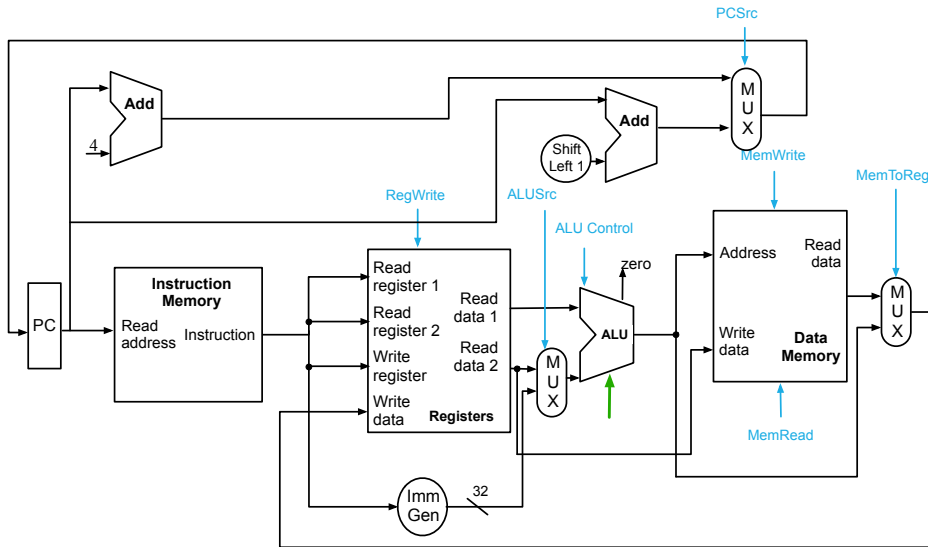 PCSrc
Add
4
M
U
X
Add
Shift
Left 1
MemWrite
RegWrite
ALUSrc
MemToReg
ALU Control
PC
Instruction
Memory
Read
address
Instruction
Read
register 1
Read
register 2
Write
register
Write
data
Read
data 1
Read
data 2
Registers
M
U
X
zero
ALU
Address
Read
data
Write
data
Data
Memory
M
U
X
MemRead
Imm
Gen
32